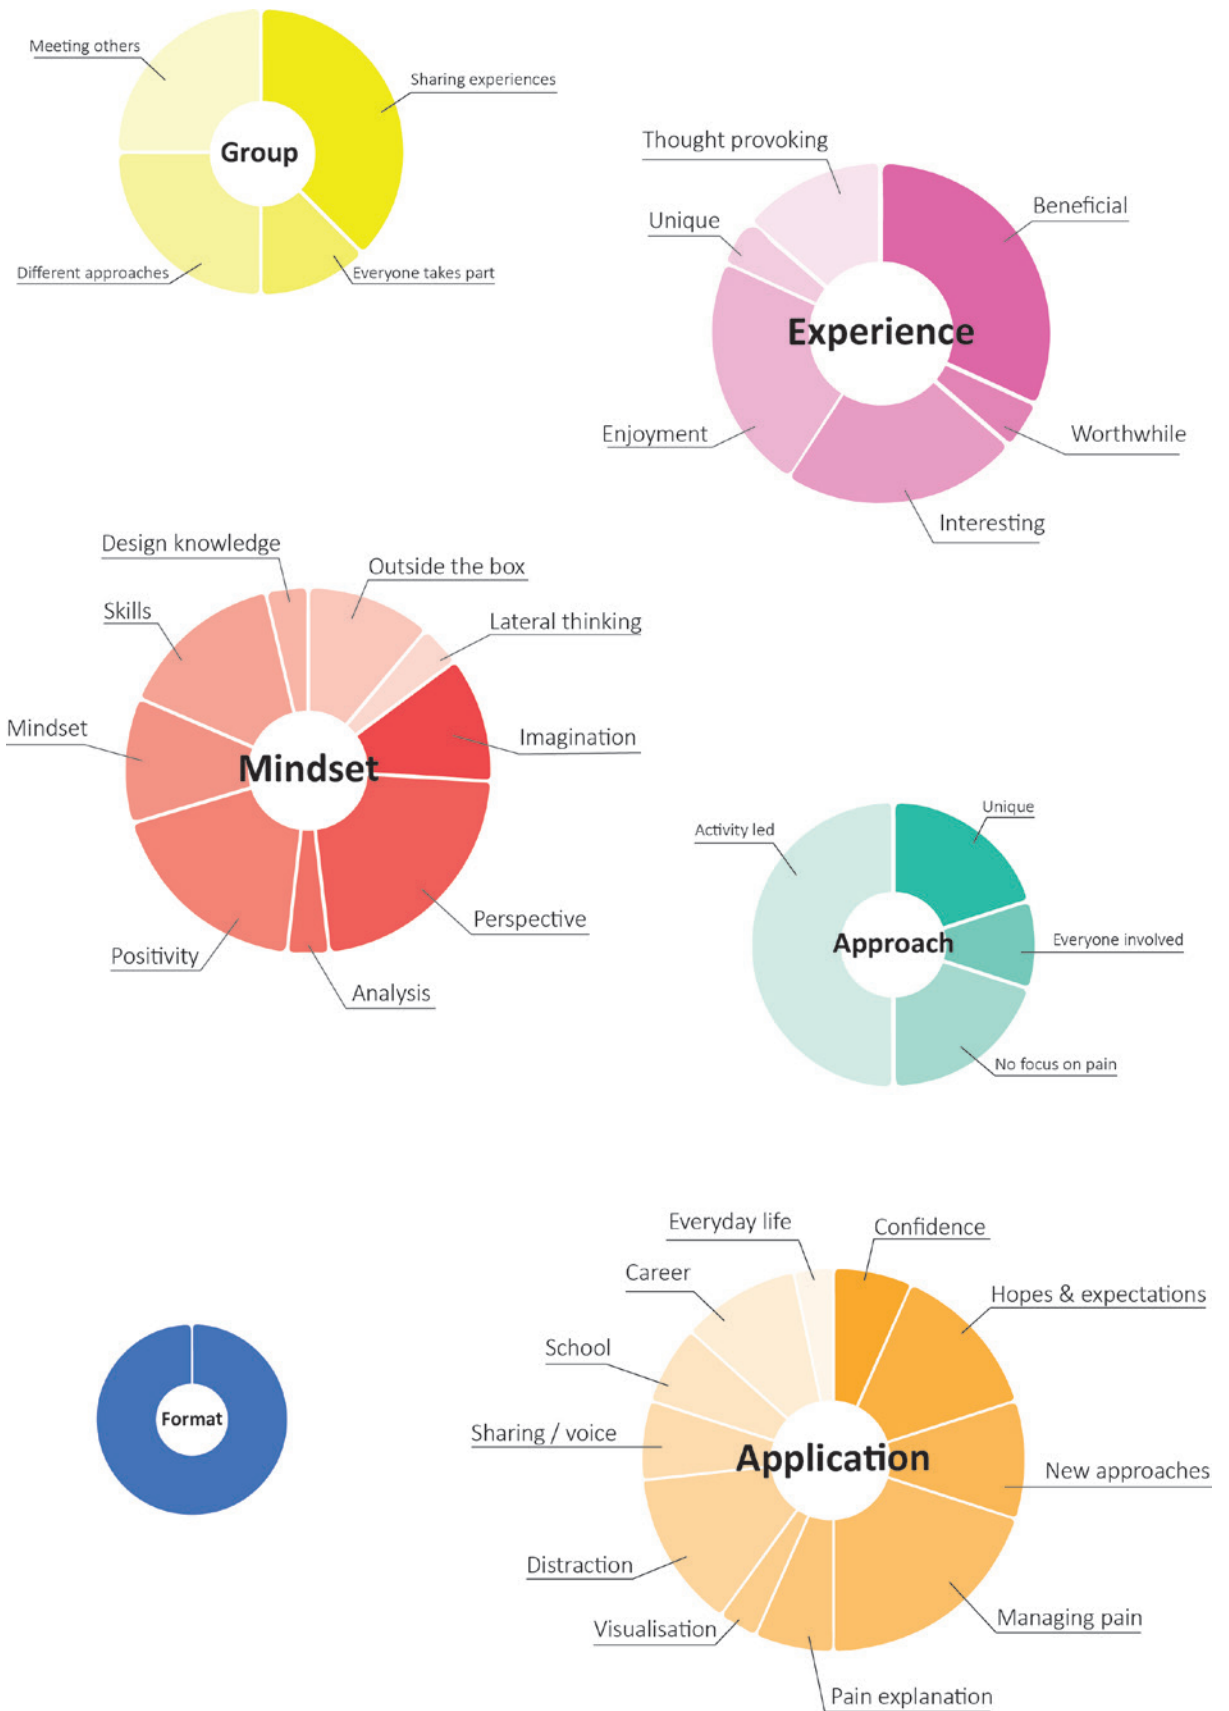 Meeting others
Sharing experiences
Group
Different approaches
Everyone takes part
Thought provoking
Beneficial
Unique
Experience
Enjoyment
Worthwhile
Interesting
Design knowledge
Outside the box
Skills
Lateral thinking
Mindset
Imagination
Mindset
Perspective
Positivity
Analysis
Unique
Activity led
Approach
Everyone involved
No focus on pain
Format
Everyday life
Confidence
Career
Hopes & expectations
School
Sharing / voice
Application
New approaches
Distraction
Managing pain
Visualisation
Pain explanation